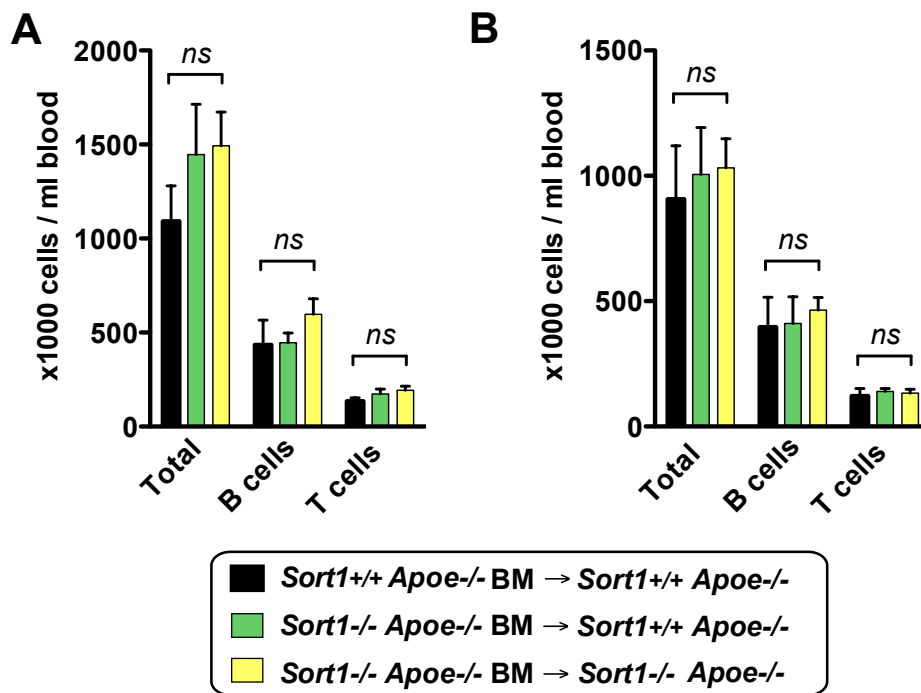 A
B
x1000 cells / ml blood
2000
1500
1000
500
0
ns
ns
ns
Total
B cells
T cells
x1000 cells / ml blood
1500
1000
500
0
ns
ns
ns
Total
B cells
T cells
Sort1+/+ Apoe-/- BM → Sort1+/+ Apoe-/-
Sort1-/- Apoe-/- BM → Sort1+/+ Apoe-/-
Sort1-/- Apoe-/- BM → Sort1-/- Apoe-/-